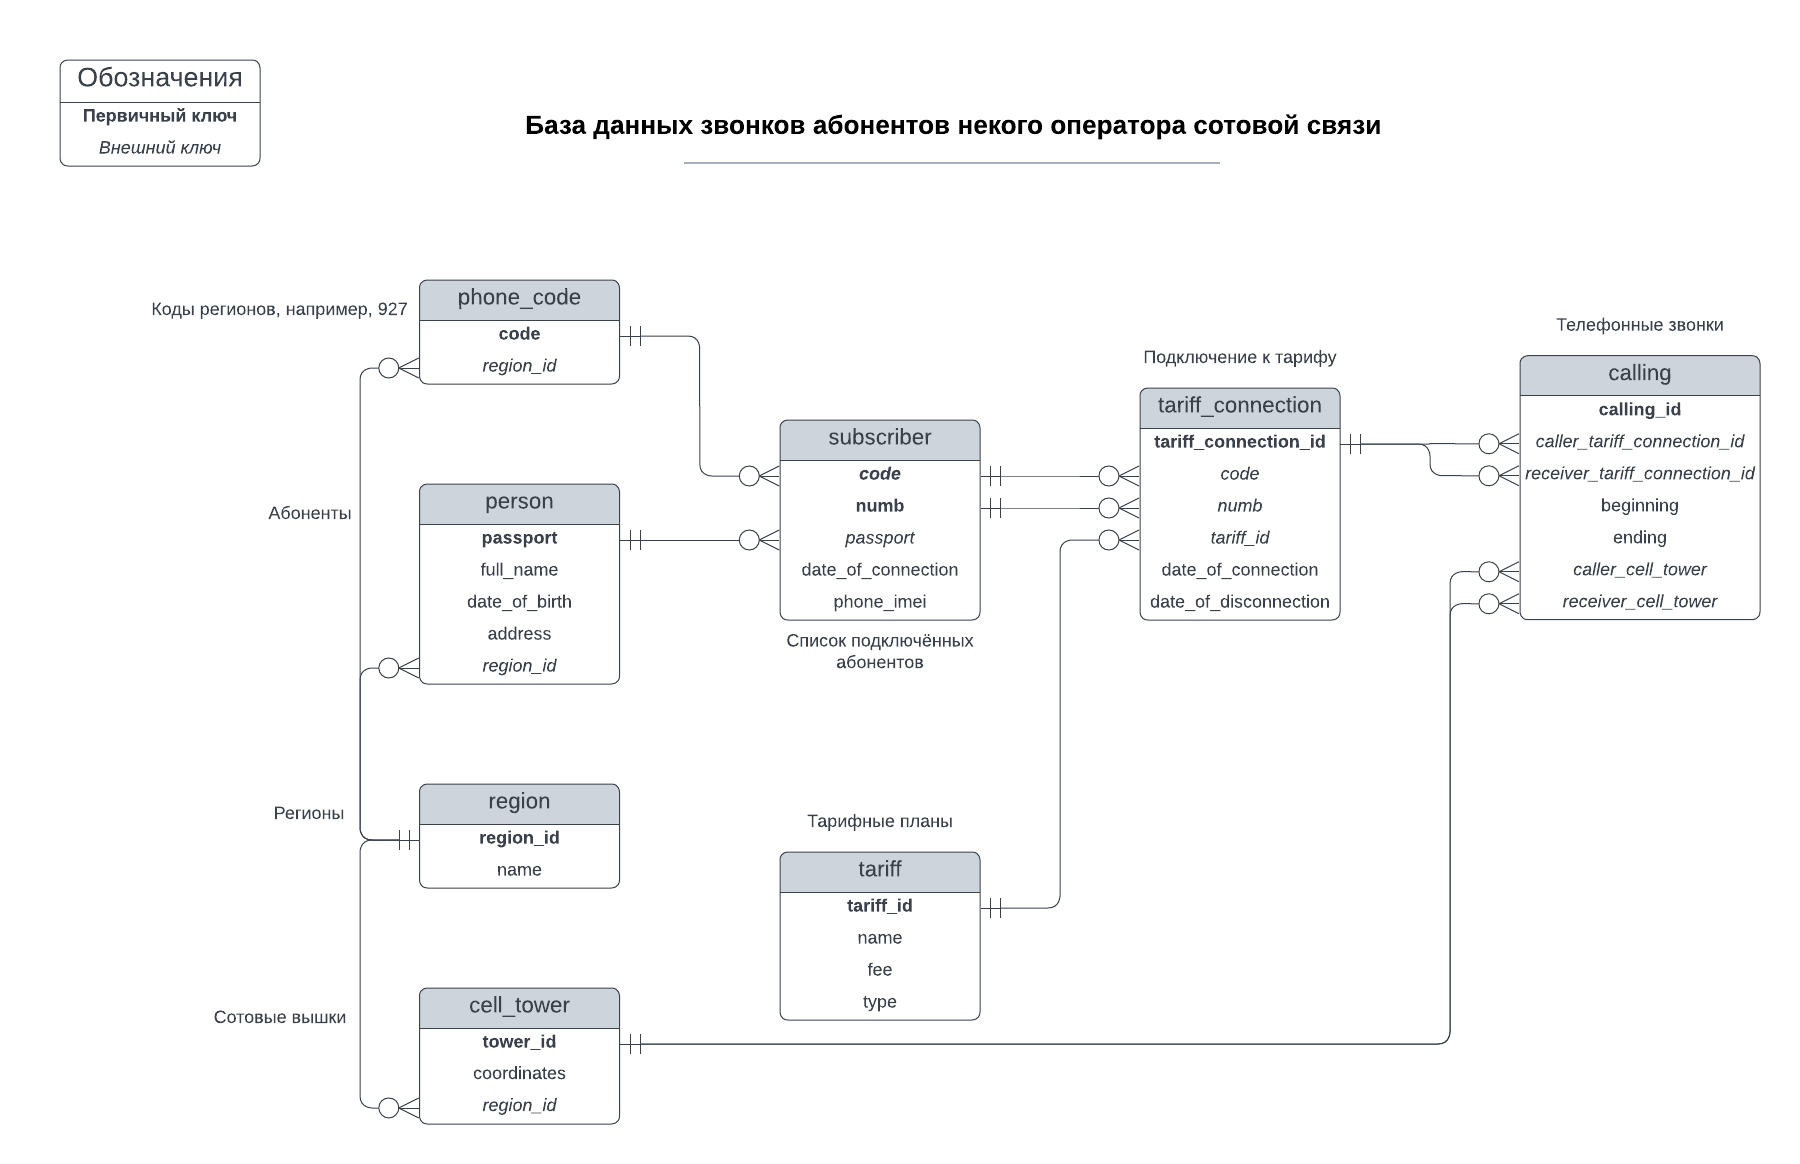 Обозначения
Первичный ключ
Внешний ключ
База данных звонков абонентов некого оператора сотовой связи
Коды регионов, например, 927
phone_code
code
region_id
Абоненты
person
passport
full_name
date_of_birth
address
region_id
Регионы
region
region_id
name
Сотовые вышки
cell_tower
tower_id
coordinates
region_id
subscriber
code
numb
passport
date_of_connection
phone_imei
Список подключённых
абонентов
Тарифные планы
tariff
tariff_id
name
fee
type
Подключение к тарифу
tariff_connection
tariff_connection_id
code
numb
tariff_id
date_of_connection
date_of_disconnection
Телефонные звонки
calling
calling_id
caller_tariff_connection_id
receiver_tariff_connection_id
beginning
ending
caller_cell_tower
receiver_cell_tower